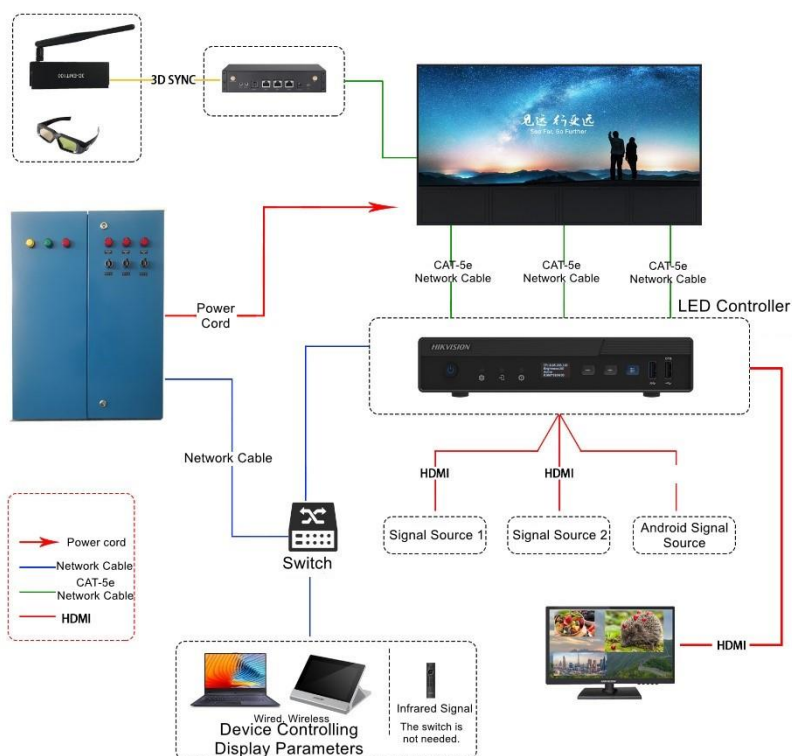 3D SYNC
见远 行更远
See Far, Go Further
CAT-5e
Network Cable
CAT-5e
Network Cable
CAT-5e
Network Cable
LED Controller
Power
Cord
HIKVISION
Network Cable
HDMI
HDMI
Signal Source 1
Signal Source 2
Android Signal
Source
Switch
Power cord
Network Cable
CAT-5e
Network Cable
HDMI
HDMI
Wired, Wireless
Device Controlling
Display Parameters
Infrared Signal
The switch is
not needed.